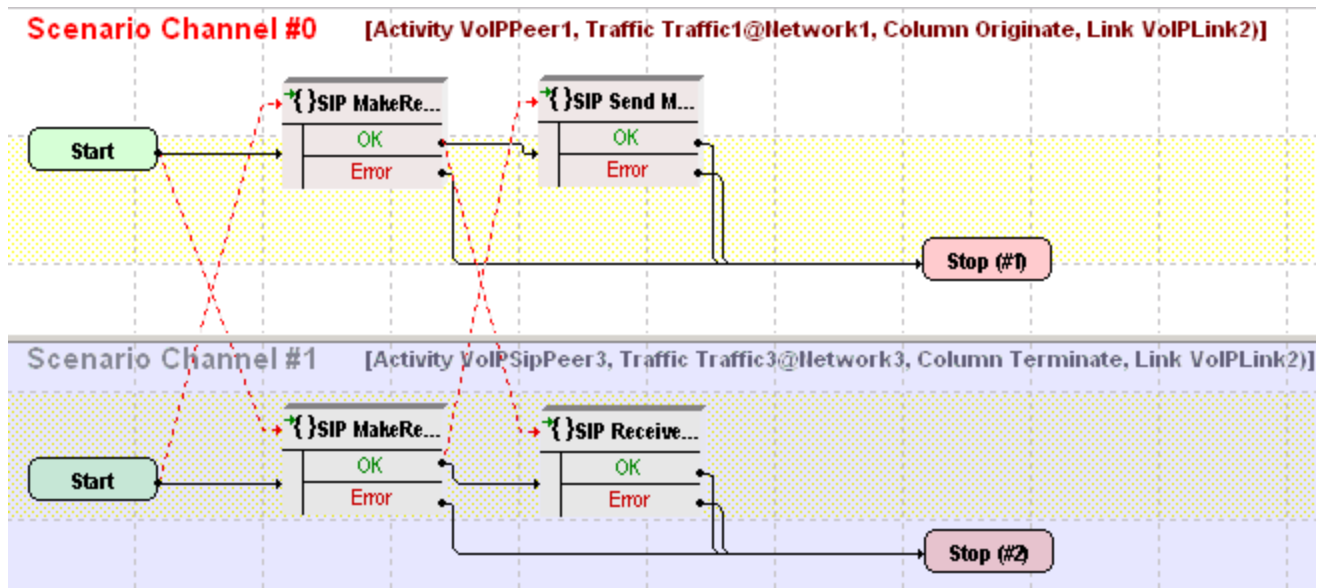 Scenario Channel #0 [Activity VoIPPeer1, Traffic Traffic1@Network1, Column Originate, Link VoIPLink2)]
{ }SIP MakeRe... { }SIP Send M...
Start OK OK
Error Error
Stop (#1)
Scenario Channel #1 [Activity VoIPSipPeer3, Traffic Traffic3@Network3, Column Terminate, Link VoIPLink2)]
{ }SIP MakeRe... { }SIP Receive...
Start OK OK
Error Error
Stop (#2)